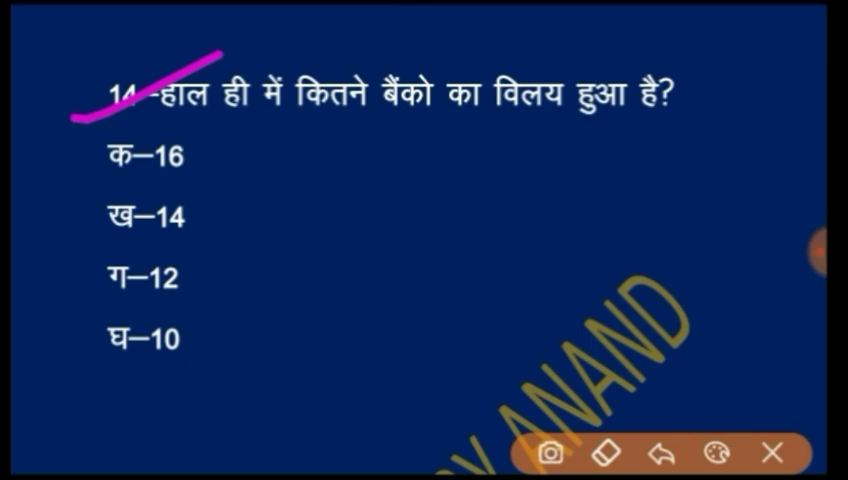 14-हाल ही में कितने बैंको का विलय हुआ है?
क–16
ख–14
ग–12
घ–10
ANAND